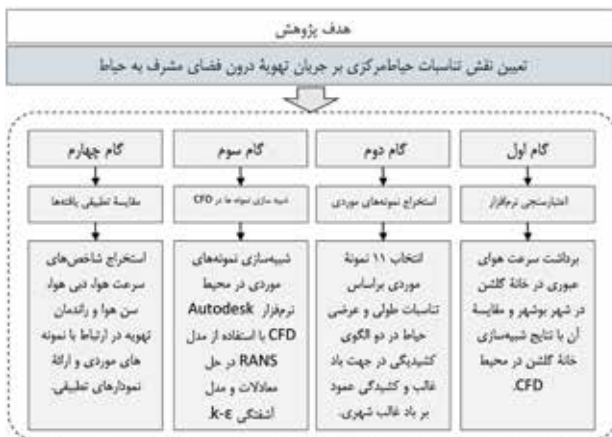 هدف پژوهش
تعیین نقش تناسبات حیاط‌مرکزی بر جریان تهویهٔ درون فضای مشرف به حیاط
گام اول
اعتبارسنجی نرم‌افزار
برداشت سرعت هوای
عبوری در خانهٔ گلشن
در شهر بوشهر و مقایسهٔ
آن با نتایج شبیه‌سازی
خانهٔ گلشن در محیط
CFD.
گام دوم
استخراج نمونه‌های موردی
انتخاب ۱۱ نمونهٔ
موردی براساس
تناسبات طولی و عرضی
حیاط در دو الگوی
کشیدگی در جهت باد
غالب و کشیدگی عمود
بر باد غالب شهری.
گام سوم
شبیه سازی نمونه ها در CFD
شبیه‌سازی نمونه‌های
موردی در محیط
نرم‌افزار Autodesk
CFD با استفاده از مدل
RANS در حل
معادلات و مدل
آشفتگی k-ε.
گام چهارم
مقایسهٔ تطبیقی یافته‌ها
استخراج شاخص‌های
سرعت هوا، دبی هوا،
سن هوا و راندمان
تهویه در ارتباط با نمونه
های موردی و ارائهٔ
نمودارهای تطبیقی.